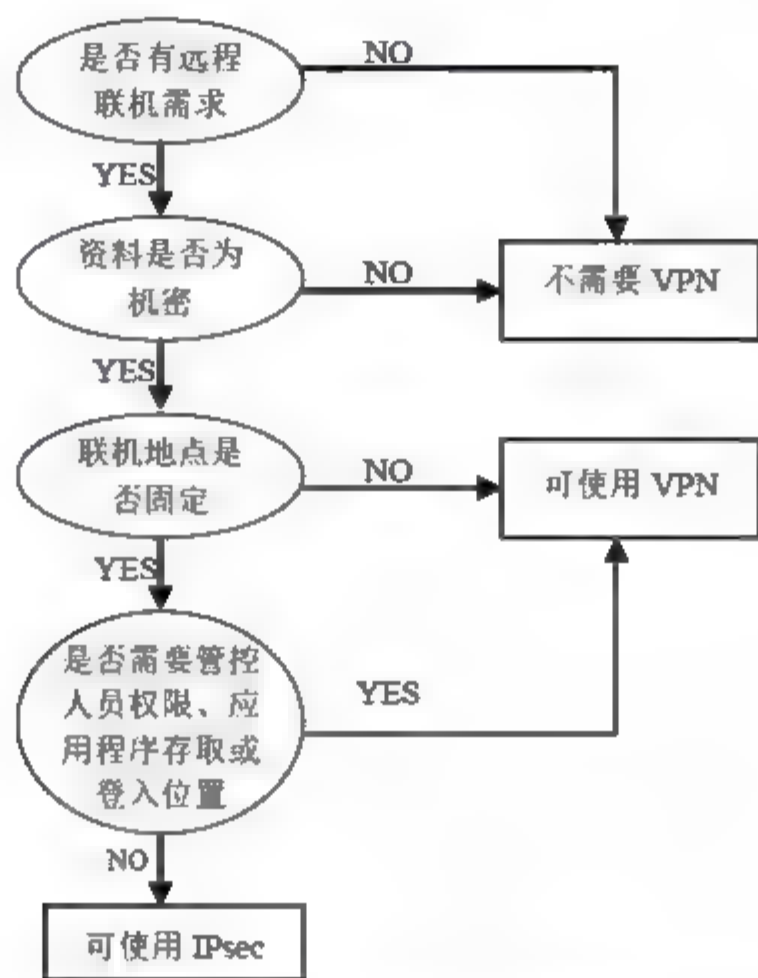 是否有远程
联机需求
NO
YES
资料是否为
机密
NO
不需要 VPN
YES
联机地点是
否固定
NO
可使用 VPN
YES
是否需要管控
人员权限、应
用程序存取或
登入位置
YES
NO
可使用 IPsec